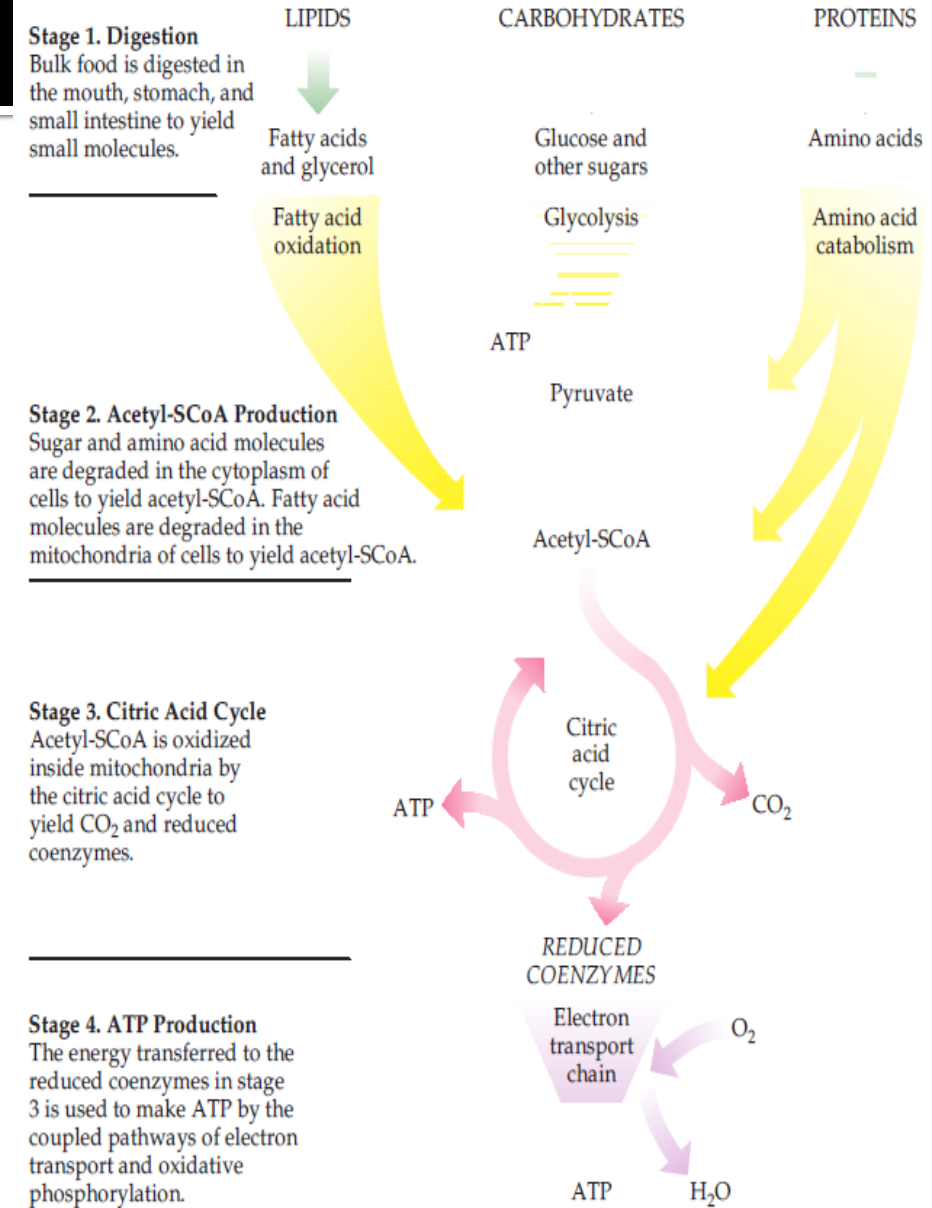 LIPIDS
CARBOHYDRATES
PROTEINS
Stage 1. Digestion
Bulk food is digested in
the mouth, stomach, and
small intestine to yield
small molecules.
Fatty acids
and glycerol
Glucose and
other sugars
Amino acids
Fatty acid
oxidation
Glycolysis
Amino acid
catabolism
ATP
Pyruvate
Stage 2. Acetyl-SCoA Production
Sugar and amino acid molecules
are degraded in the cytoplasm of
cells to yield acetyl-SCoA. Fatty acid
molecules are degraded in the
mitochondria of cells to yield acetyl-SCoA.
Acetyl-SCoA
Stage 3. Citric Acid Cycle
Acetyl-SCoA is oxidized
inside mitochondria by
the citric acid cycle to
yield CO₂ and reduced
coenzymes.
Citric
acid
cycle
ATP
CO₂
REDUCED
COENZYMES
Stage 4. ATP Production
The energy transferred to the
reduced coenzymes in stage
3 is used to make ATP by the
coupled pathways of electron
transport and oxidative
phosphorylation.
Electron
transport
chain
O₂
ATP
H₂O